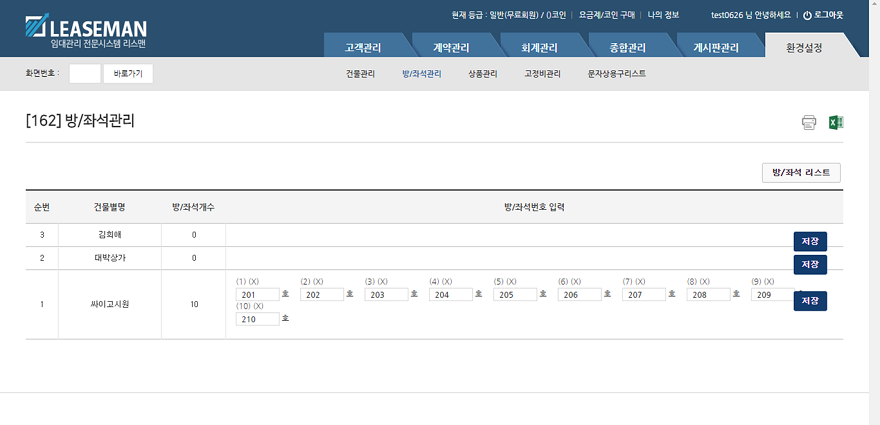 현재 등급 : 일반(무료회원) / ()코인 | 요금제/코인 구매 | 나의 정보 test0626 님 안녕하세요 | 로그아웃
LEASEMAN
임대관리 전문시스템 리스맨
고객관리 계약관리 회계관리 종합관리 게시판관리 환경설정
화면번호 : 바로가기 건물관리 방/좌석관리 상품관리 고정비관리 문자상용구리스트
[162] 방/좌석관리
방/좌석 리스트
순번 건물별명 방/좌석개수 방/좌석번호 입력
3 김희애 0 저장
2 대박상가 0 저장
(1) (X) (2) (X) (3) (X) (4) (X) (5) (X) (6) (X) (7) (X) (8) (X) (9) (X)
201 호 202 호 203 호 204 호 205 호 206 호 207 호 208 호 209
1 싸이고시원 10 저장
(10) (X)
210 호